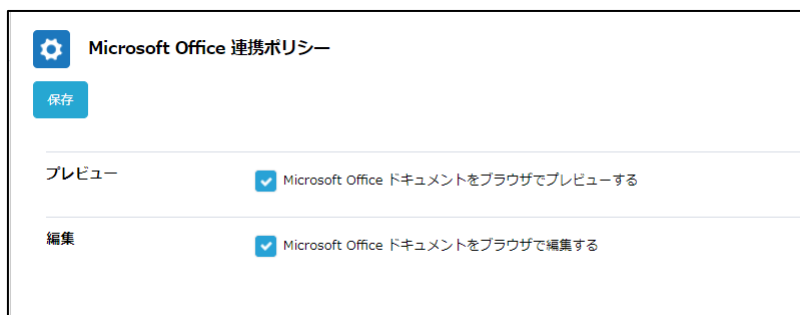 Microsoft Office 連携ポリシー
保存
プレビュー
Microsoft Office ドキュメントをブラウザでプレビューする
編集
Microsoft Office ドキュメントをブラウザで編集する